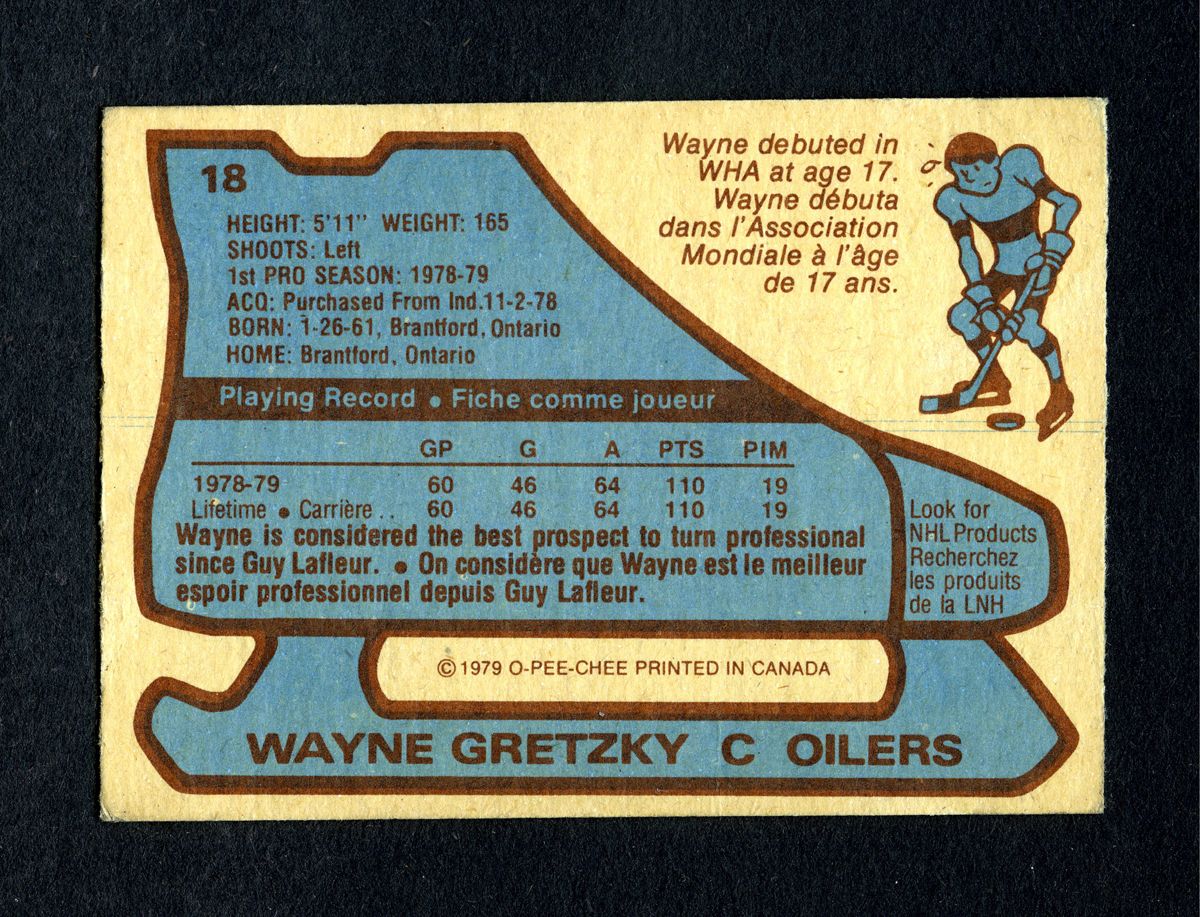 18
HEIGHT: 5'11" WEIGHT: 165
SHOOTS: Left
1st PRO SEASON: 1978-79
ACQ: Purchased From Ind.11-2-78
BORN: 1-26-61, Brantford, Ontario
HOME: Brantford, Ontario
Wayne debuted in
WHA at age 17.
Wayne débuta
dans l'Association
Mondiale à l'âge
de 17 ans.
Playing Record • Fiche comme joueur
GP G A PTS PIM
1978-79 60 46 64 110 19
Lifetime • Carrière .. 60 46 64 110 19
Wayne is considered the best prospect to turn professional
since Guy Lafleur. • On considère que Wayne est le meilleur
espoir professionnel depuis Guy Lafleur.
Look for
NHL Products
Recherchez
les produits
de la LNH
© 1979 O-PEE-CHEE PRINTED IN CANADA
WAYNE GRETZKY C OILERS